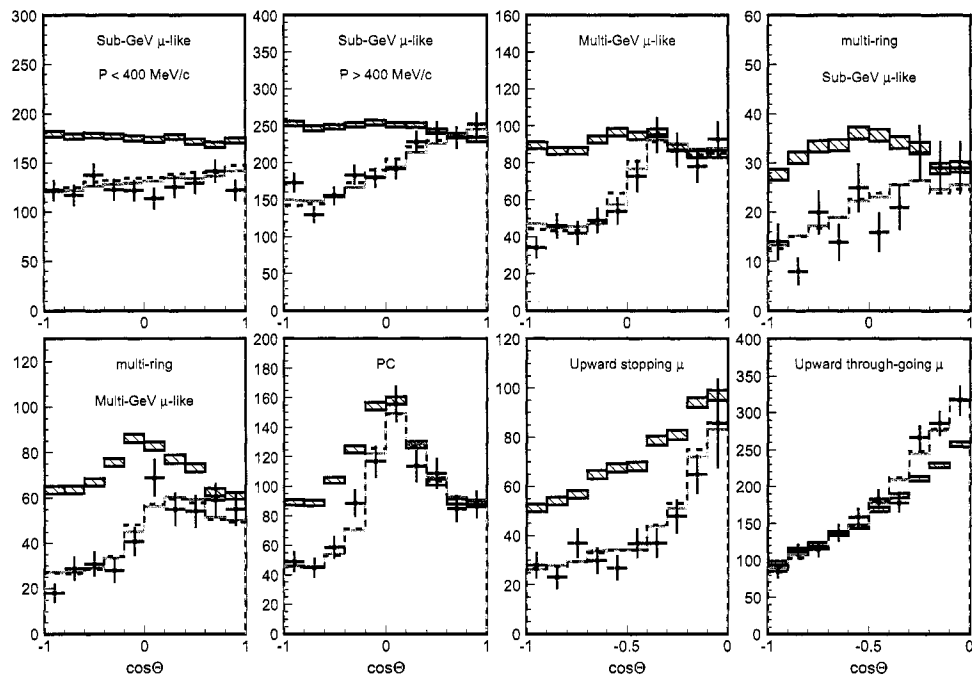 300
250
200
150
100
50
0
Sub-GeV μ-like
P < 400 MeV/c
-1 0 1
400
350
300
250
200
150
100
50
0
Sub-GeV μ-like
P > 400 MeV/c
-1 0 1
160
140
120
100
80
60
40
20
0
Multi-GeV μ-like
-1 0 1
60
50
40
30
20
10
0
multi-ring
Sub-GeV μ-like
-1 0 1
120
100
80
60
40
20
0
multi-ring
Multi-GeV μ-like
-1 0 1
cosΘ
200
180
160
140
120
100
80
60
40
20
0
PC
-1 0 1
cosΘ
120
100
80
60
40
20
0
Upward stopping μ
-1 -0.5 0
cosΘ
400
350
300
250
200
150
100
50
0
Upward through-going μ
-1 -0.5 0
cosΘ